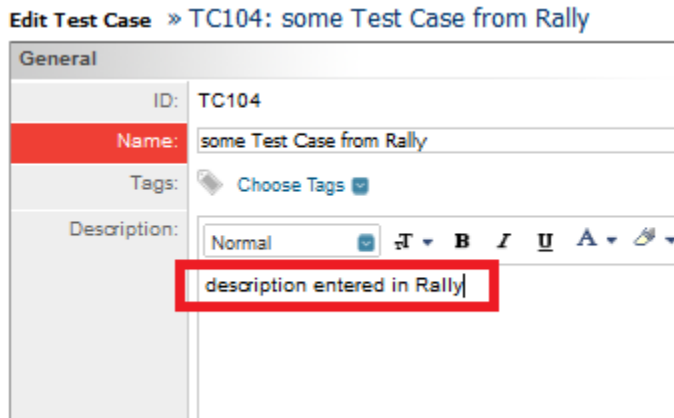 Edit Test Case » TC104: some Test Case from Rally
General
ID: TC104
Name: some Test Case from Rally
Tags: Choose Tags
Description:
Normal T B I U A
description entered in Rally